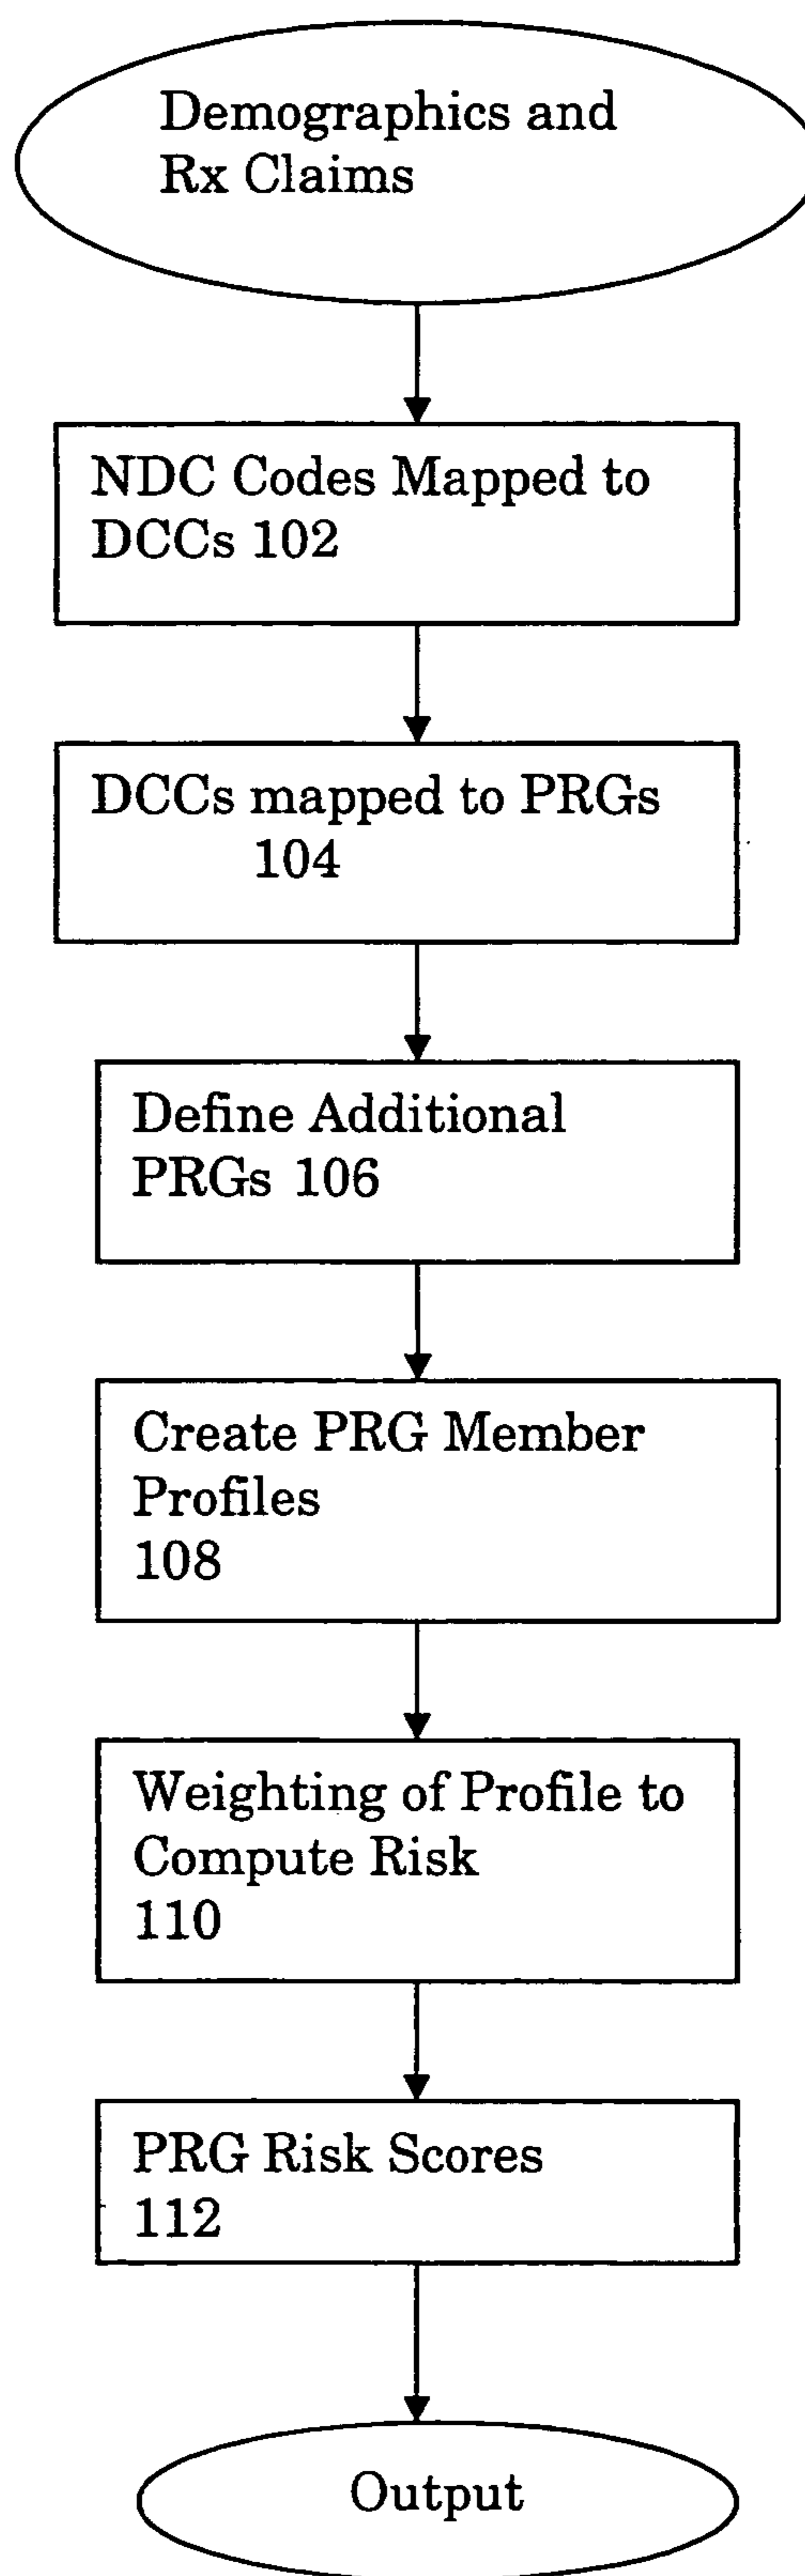 Demographics and
Rx Claims
NDC Codes Mapped to
DCCs 102
DCCs mapped to PRGs
104
Define Additional
PRGs 106
Create PRG Member
Profiles
108
Weighting of Profile to
Compute Risk
110
PRG Risk Scores
112
Output